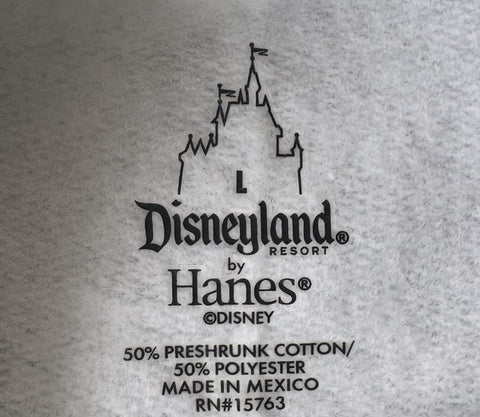 L
Disneyland®
RESORT
by
Hanes®
©DISNEY
50% PRESHRUNK COTTON/
50% POLYESTER
MADE IN MEXICO
RN#15763